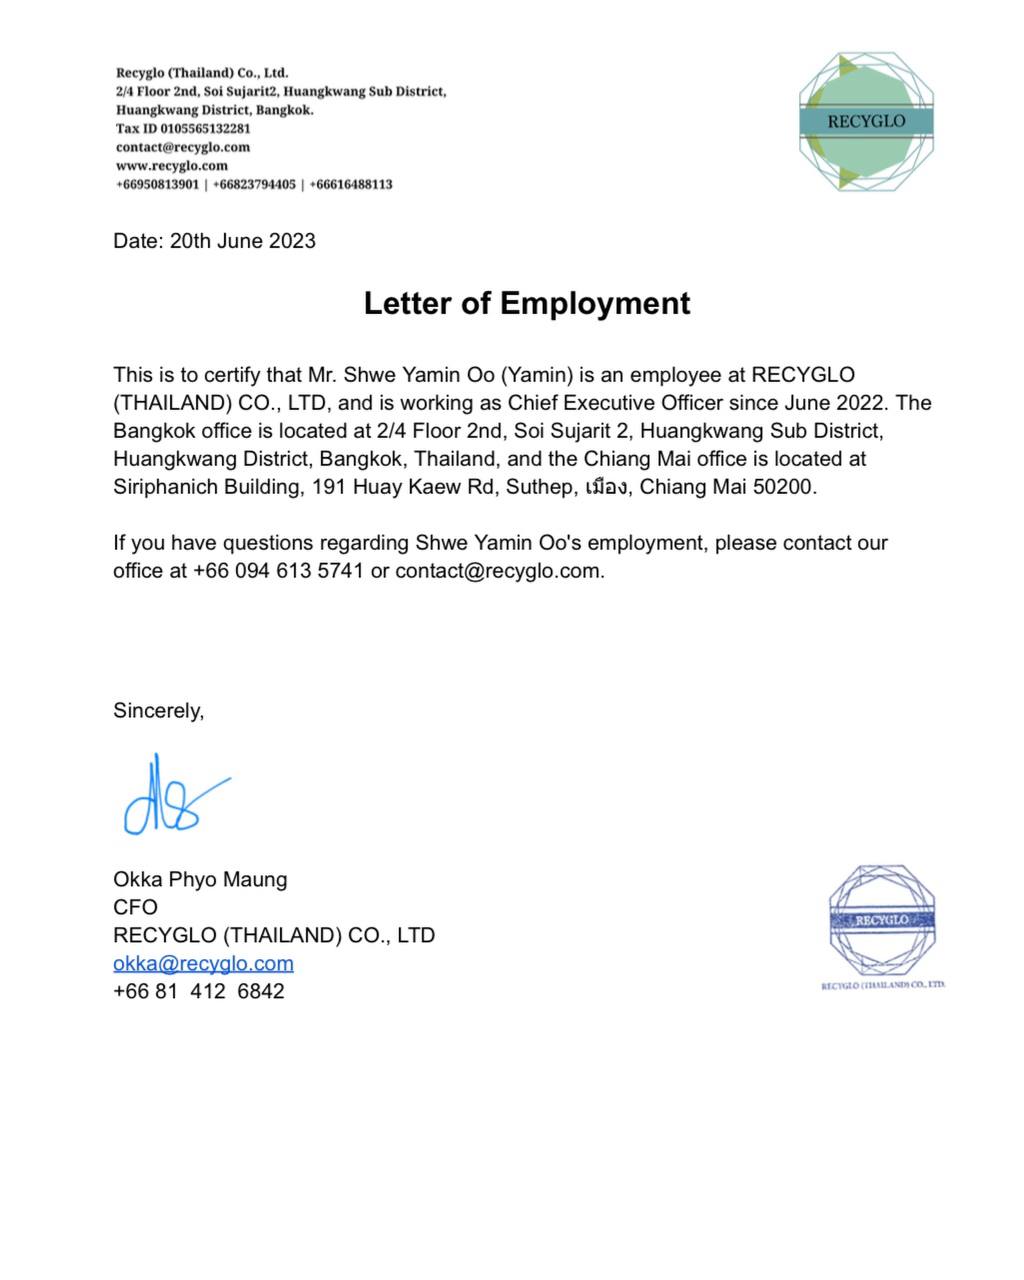 Recyglo (Thailand) Co., Ltd.
2/4 Floor 2nd, Soi Sujarit2, Huangkwang Sub District,
Huangkwang District, Bangkok.
Tax ID 0105565132281
contact@recyglo.com
www.recyglo.com
+66950813901 | +66823794405 | +66616488113
RECYGLO
Date: 20th June 2023
Letter of Employment
This is to certify that Mr. Shwe Yamin Oo (Yamin) is an employee at RECYGLO
(THAILAND) CO., LTD, and is working as Chief Executive Officer since June 2022. The
Bangkok office is located at 2/4 Floor 2nd, Soi Sujarit 2, Huangkwang Sub District,
Huangkwang District, Bangkok, Thailand, and the Chiang Mai office is located at
Siriphanich Building, 191 Huay Kaew Rd, Suthep, เมือง, Chiang Mai 50200.
If you have questions regarding Shwe Yamin Oo's employment, please contact our
office at +66 094 613 5741 or contact@recyglo.com.
Sincerely,
Okka Phyo Maung
CFO
RECYGLO (THAILAND) CO., LTD
okka@recyglo.com
+66 81 412 6842
RECYGLO
RECYGLO (THAILAND) CO., LTD.